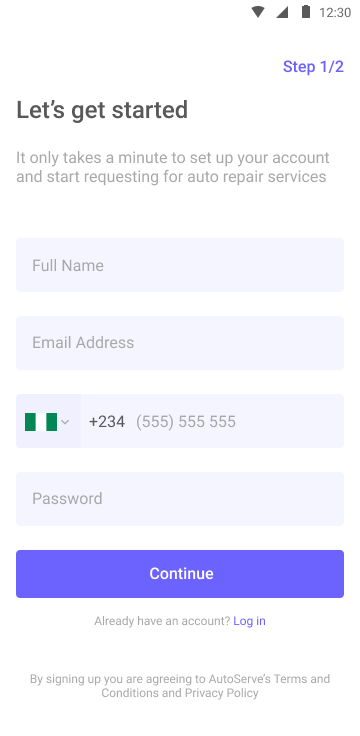 12:30
Step 1/2
Let's get started
It only takes a minute to set up your account
and start requesting for auto repair services
Full Name
Email Address
+234 (555) 555 555
Password
Continue
Already have an account? Log in
By signing up you are agreeing to AutoServe's Terms and
Conditions and Privacy Policy